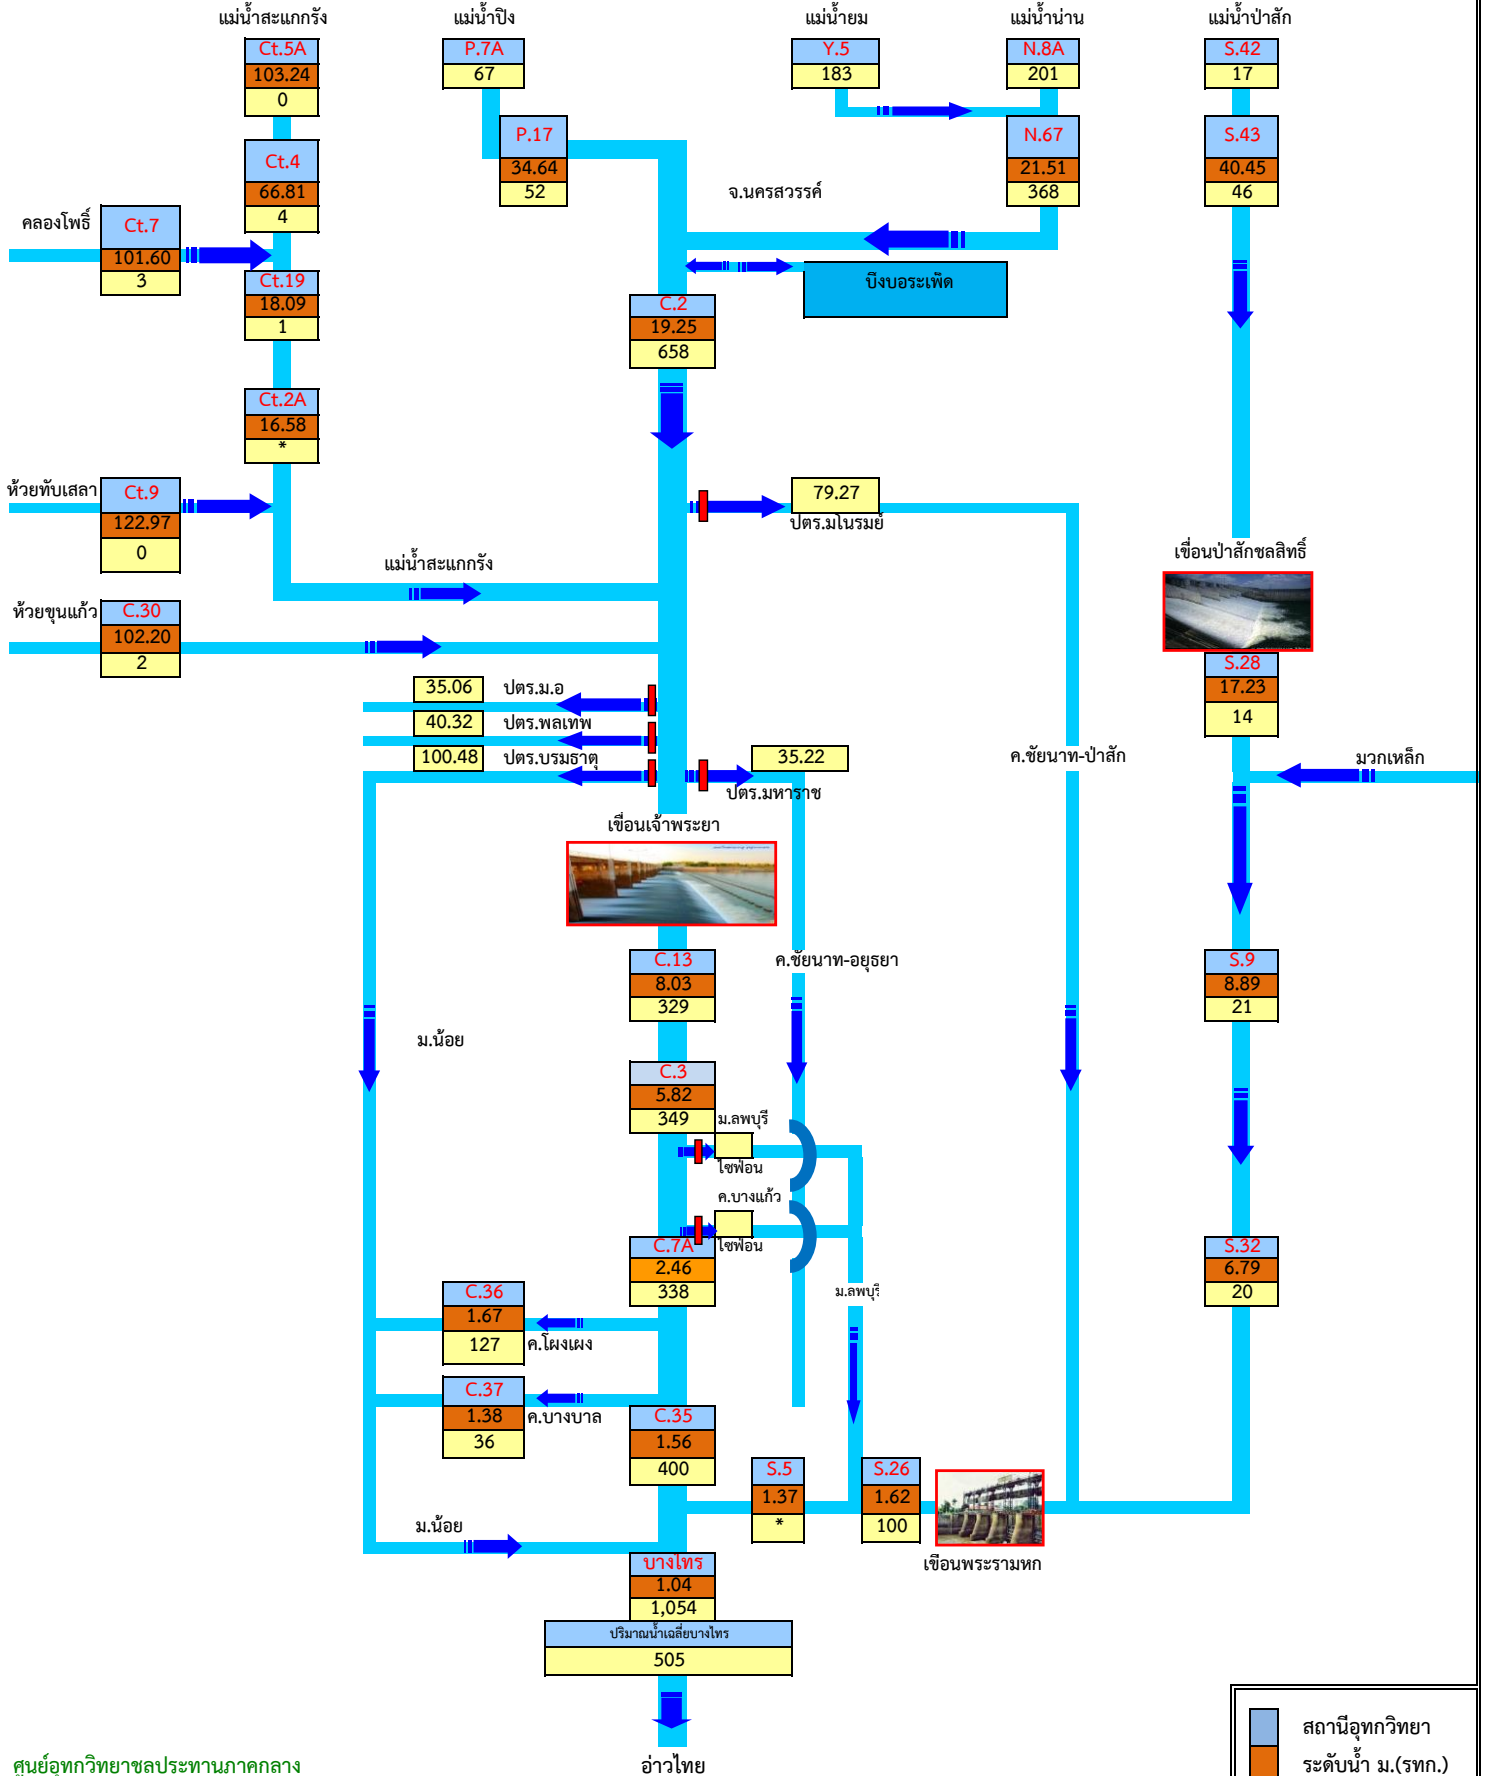 แม่น้ำสะแกกรัง
แม่น้ำปิง
แม่น้ำยม
แม่น้ำน่าน
แม่น้ำป่าสัก
Ct.5A
103.24
0
P.7A
67
Y.5
183
N.8A
201
S.42
17
Ct.4
66.81
4
P.17
34.64
52
N.67
21.51
368
S.43
40.45
46
จ.นครสวรรค์
คลองโพธิ์
Ct.7
101.60
3
Ct.19
18.09
1
บึงบอระเพ็ด
C.2
19.25
658
Ct.2A
16.58
*
ห้วยทับเสลา
Ct.9
122.97
0
79.27
ปตร.มโนรมย์
แม่น้ำสะแกกรัง
เขื่อนป่าสักชลสิทธิ์
ห้วยขุนแก้ว
C.30
102.20
2
S.28
17.23
14
35.06
ปตร.ม.อ
40.32
ปตร.พลเทพ
100.48
ปตร.บรมธาตุ
35.22
ปตร.มหาราช
ค.ชัยนาท-ป่าสัก
มวกเหล็ก
เขื่อนเจ้าพระยา
C.13
8.03
329
ค.ชัยนาท-อยุธยา
S.9
8.89
21
ม.น้อย
C.3
5.82
349
ม.ลพบุรี
ไซฟอน
ค.บางแก้ว
ไซฟอน
C.7A
2.46
338
S.32
6.79
20
ม.ลพบุรี
C.36
1.67
127
ค.โผงเผง
C.37
1.38
36
ค.บางบาล
C.35
1.56
400
S.5
1.37
*
S.26
1.62
100
ม.น้อย
เขื่อนพระรามหก
บางไทร
1.04
1,054
ปริมาณน้ำเฉลี่ยบางไทร
505
สถานีอุทกวิทยา
ระดับน้ำ ม.(รทก.)
ศูนย์อุทกวิทยาชลประทานภาคกลาง
อ่าวไทย